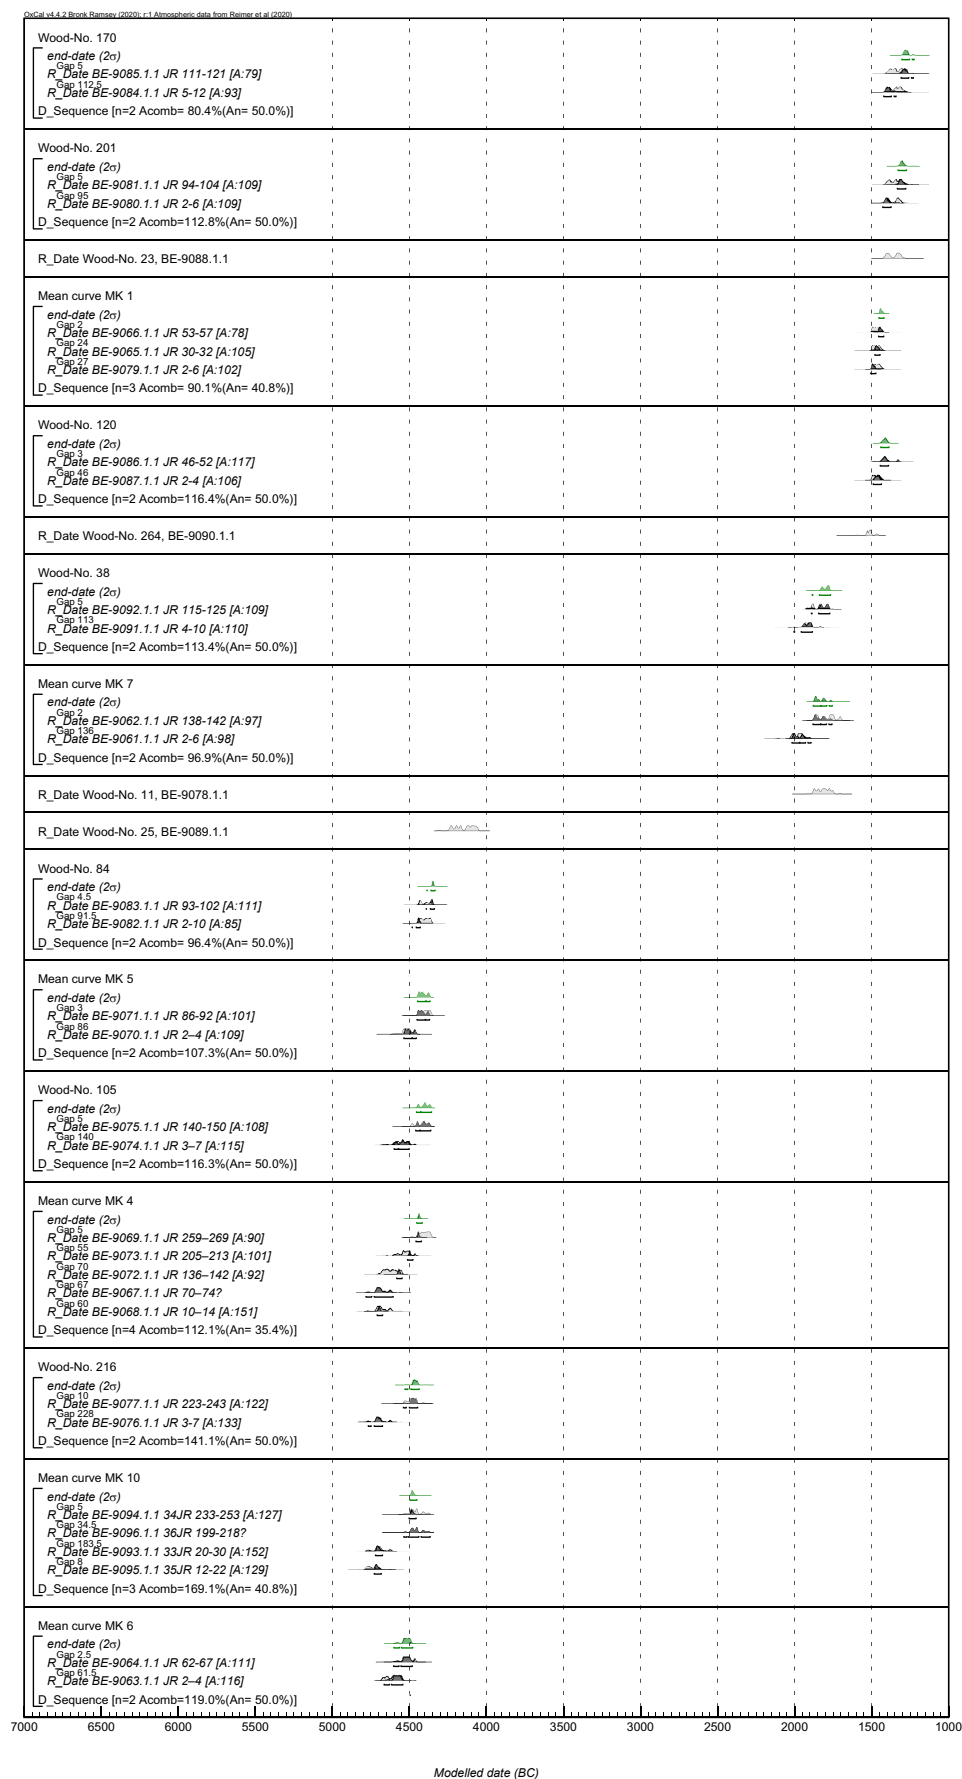 OxCal v4.4.2 Bronk Ramsey (2020); r:1 Atmospheric data from Reimer et al (2020)
Wood-No. 170
end-date (2σ)
Gap 5
R_Date BE-9085.1.1 JR 111-121 [A:79]
Gap 112.5
R_Date BE-9084.1.1 JR 5-12 [A:93]
D_Sequence [n=2 Acomb= 80.4%(An= 50.0%)]
Wood-No. 201
end-date (2σ)
Gap 5
R_Date BE-9081.1.1 JR 94-104 [A:109]
Gap 95
R_Date BE-9080.1.1 JR 2-6 [A:109]
D_Sequence [n=2 Acomb=112.8%(An= 50.0%)]
R_Date Wood-No. 23, BE-9088.1.1
Mean curve MK 1
end-date (2σ)
Gap 2
R_Date BE-9066.1.1 JR 53-57 [A:78]
Gap 24
R_Date BE-9065.1.1 JR 30-32 [A:105]
Gap 27
R_Date BE-9079.1.1 JR 2-6 [A:102]
D_Sequence [n=3 Acomb= 90.1%(An= 40.8%)]
Wood-No. 120
end-date (2σ)
Gap 3
R_Date BE-9086.1.1 JR 46-52 [A:117]
Gap 46
R_Date BE-9087.1.1 JR 2-4 [A:106]
D_Sequence [n=2 Acomb=116.4%(An= 50.0%)]
R_Date Wood-No. 264, BE-9090.1.1
Wood-No. 38
end-date (2σ)
Gap 5
R_Date BE-9092.1.1 JR 115-125 [A:109]
Gap 113
R_Date BE-9091.1.1 JR 4-10 [A:110]
D_Sequence [n=2 Acomb=113.4%(An= 50.0%)]
Mean curve MK 7
end-date (2σ)
Gap 2
R_Date BE-9062.1.1 JR 138-142 [A:97]
Gap 136
R_Date BE-9061.1.1 JR 2-6 [A:98]
D_Sequence [n=2 Acomb= 96.9%(An= 50.0%)]
R_Date Wood-No. 11, BE-9078.1.1
R_Date Wood-No. 25, BE-9089.1.1
Wood-No. 84
end-date (2σ)
Gap 4.5
R_Date BE-9083.1.1 JR 93-102 [A:111]
Gap 91.5
R_Date BE-9082.1.1 JR 2-10 [A:85]
D_Sequence [n=2 Acomb= 96.4%(An= 50.0%)]
Mean curve MK 5
end-date (2σ)
Gap 3
R_Date BE-9071.1.1 JR 86-92 [A:101]
Gap 86
R_Date BE-9070.1.1 JR 2–4 [A:109]
D_Sequence [n=2 Acomb=107.3%(An= 50.0%)]
Wood-No. 105
end-date (2σ)
Gap 5
R_Date BE-9075.1.1 JR 140-150 [A:108]
Gap 140
R_Date BE-9074.1.1 JR 3–7 [A:115]
D_Sequence [n=2 Acomb=116.3%(An= 50.0%)]
Mean curve MK 4
end-date (2σ)
Gap 5
R_Date BE-9069.1.1 JR 259–269 [A:90]
Gap 55
R_Date BE-9073.1.1 JR 205–213 [A:101]
Gap 70
R_Date BE-9072.1.1 JR 136–142 [A:92]
Gap 67
R_Date BE-9067.1.1 JR 70–74?
Gap 60
R_Date BE-9068.1.1 JR 10–14 [A:151]
D_Sequence [n=4 Acomb=112.1%(An= 35.4%)]
Wood-No. 216
end-date (2σ)
Gap 10
R_Date BE-9077.1.1 JR 223-243 [A:122]
Gap 228
R_Date BE-9076.1.1 JR 3-7 [A:133]
D_Sequence [n=2 Acomb=141.1%(An= 50.0%)]
Mean curve MK 10
end-date (2σ)
Gap 5
R_Date BE-9094.1.1 34JR 233-253 [A:127]
Gap 34.5
R_Date BE-9096.1.1 36JR 199-218?
Gap 183.5
R_Date BE-9093.1.1 33JR 20-30 [A:152]
Gap 8
R_Date BE-9095.1.1 35JR 12-22 [A:129]
D_Sequence [n=3 Acomb=169.1%(An= 40.8%)]
Mean curve MK 6
end-date (2σ)
Gap 2.5
R_Date BE-9064.1.1 JR 62-67 [A:111]
Gap 61.5
R_Date BE-9063.1.1 JR 2–4 [A:116]
D_Sequence [n=2 Acomb=119.0%(An= 50.0%)]
7000 6500 6000 5500 5000 4500 4000 3500 3000 2500 2000 1500 1000
Modelled date (BC)